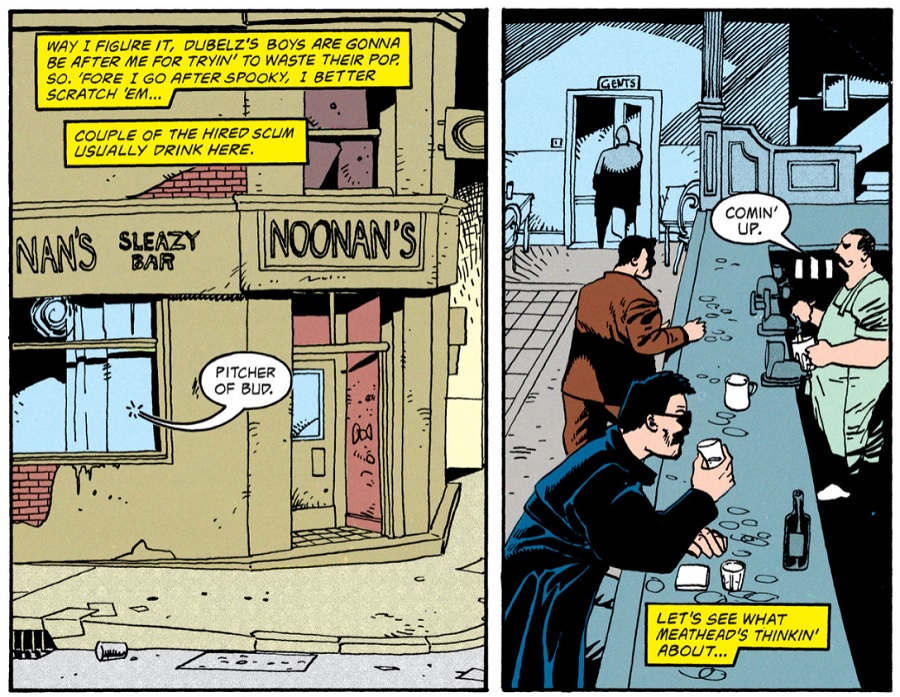 WAY I FIGURE IT, DUBELZ'S BOYS ARE GONNA
BE AFTER ME FOR TRYIN' TO WASTE THEIR POP.
SO. 'FORE I GO AFTER SPOOKY, I BETTER
SCRATCH 'EM...
COUPLE OF THE HIRED SCUM
USUALLY DRINK HERE.
NAN'S
SLEAZY
BAR
NOONAN'S
PITCHER
OF BUD.
GENTS
COMIN'
UP.
LET'S SEE WHAT
MEATHEAD'S THINKIN'
ABOUT...